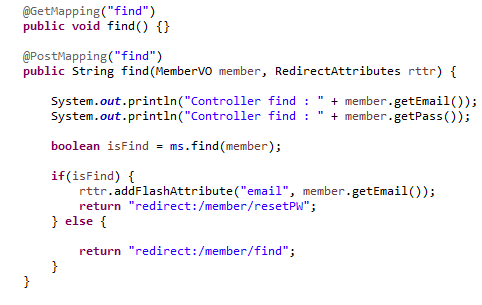 @GetMapping("find")
public void find() {}
@PostMapping("find")
public String find(MemberVO member, RedirectAttributes rttr) {
System.out.println("Controller find : " + member.getEmail());
System.out.println("Controller find : " + member.getPass());
boolean isFind = ms.find(member);
if(isFind) {
rttr.addFlashAttribute("email", member.getEmail());
return "redirect:/member/resetPW";
} else {
return "redirect:/member/find";
}
}